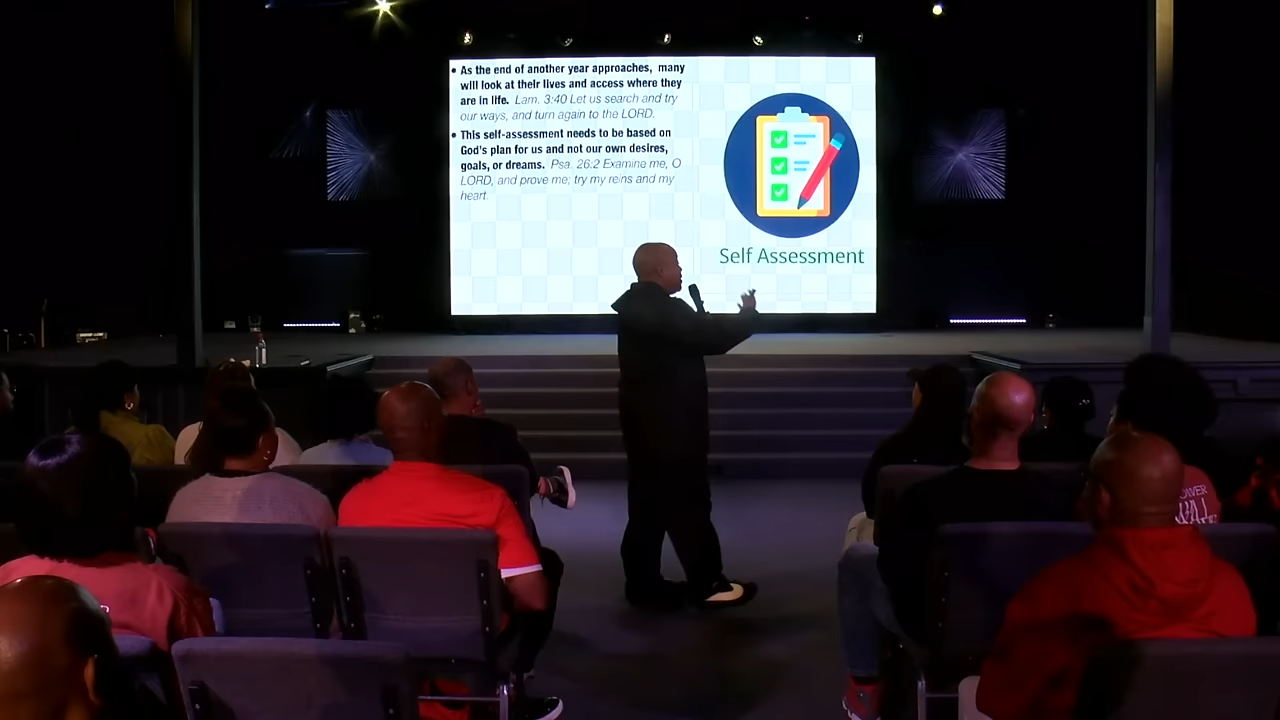 • As the end of another year approaches, many
will look at their lives and access where they
are in life. Lam. 3:40 Let us search and try
our ways, and turn again to the LORD.
• This self-assessment needs to be based on
God's plan for us and not our own desires,
goals, or dreams. Psa. 26:2 Examine me, O
LORD, and prove me; try my reins and my
heart.
Self Assessment